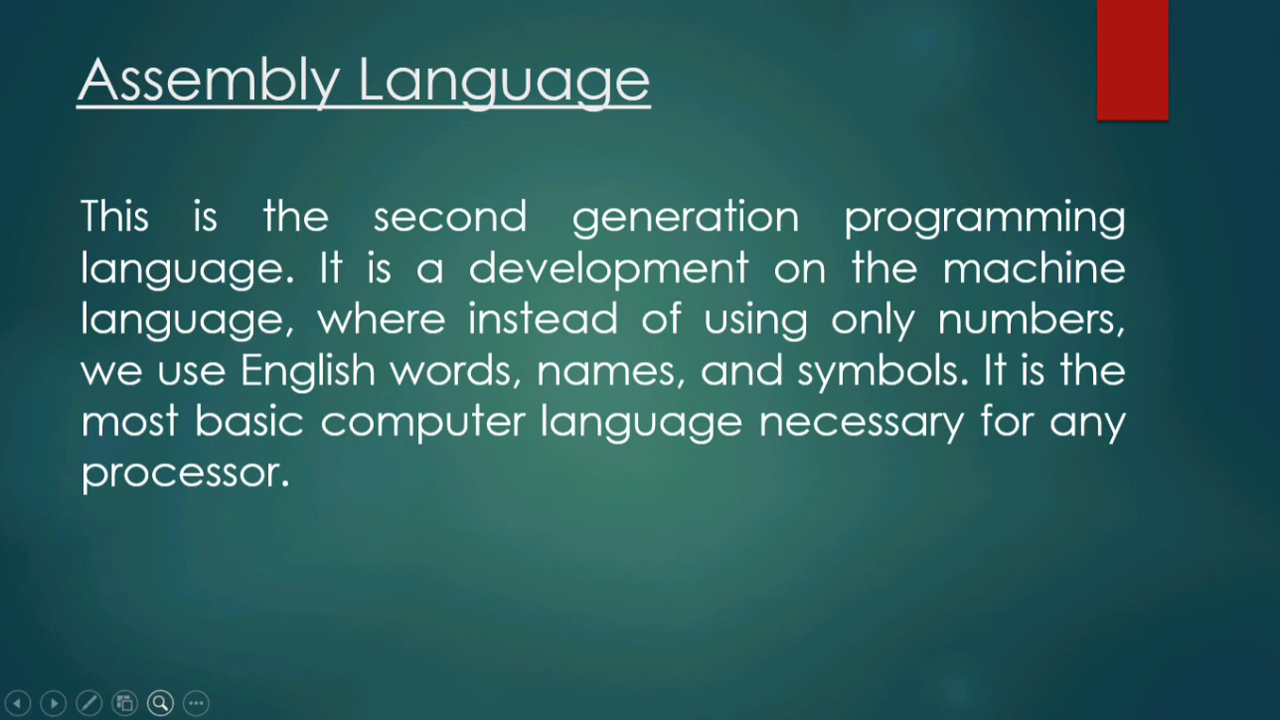 Assembly Language
This is the second generation programming
language. It is a development on the machine
language, where instead of using only numbers,
we use English words, names, and symbols. It is the
most basic computer language necessary for any
processor.